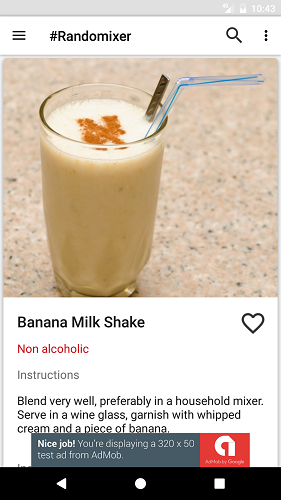 10:43
#Randomixer
Banana Milk Shake
Non alcoholic
Instructions
Blend very well, preferably in a household mixer.
Serve in a wine glass, garnish with whipped
cream and a piece of banana.
Nice job! You're displaying a 320 x 50
test ad from AdMob.
AdMob by Google